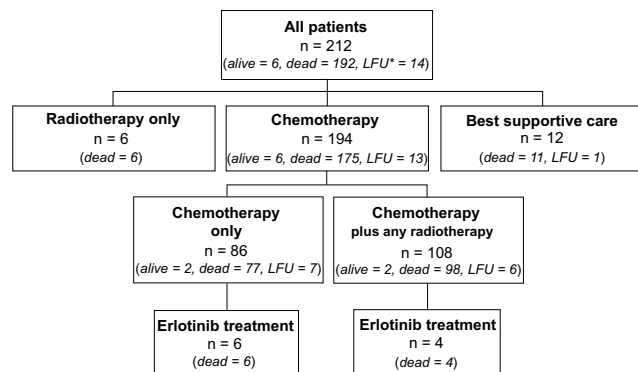 All patients
n = 212
(alive = 6, dead = 192, LFU* = 14)
Radiotherapy only
n = 6
(dead = 6)
Chemotherapy
n = 194
(alive = 6, dead = 175, LFU = 13)
Best supportive care
n = 12
(dead = 11, LFU = 1)
Chemotherapy
only
n = 86
(alive = 2, dead = 77, LFU = 7)
Chemotherapy
plus any radiotherapy
n = 108
(alive = 2, dead = 98, LFU = 6)
Erlotinib treatment
n = 6
(dead = 6)
Erlotinib treatment
n = 4
(dead = 4)